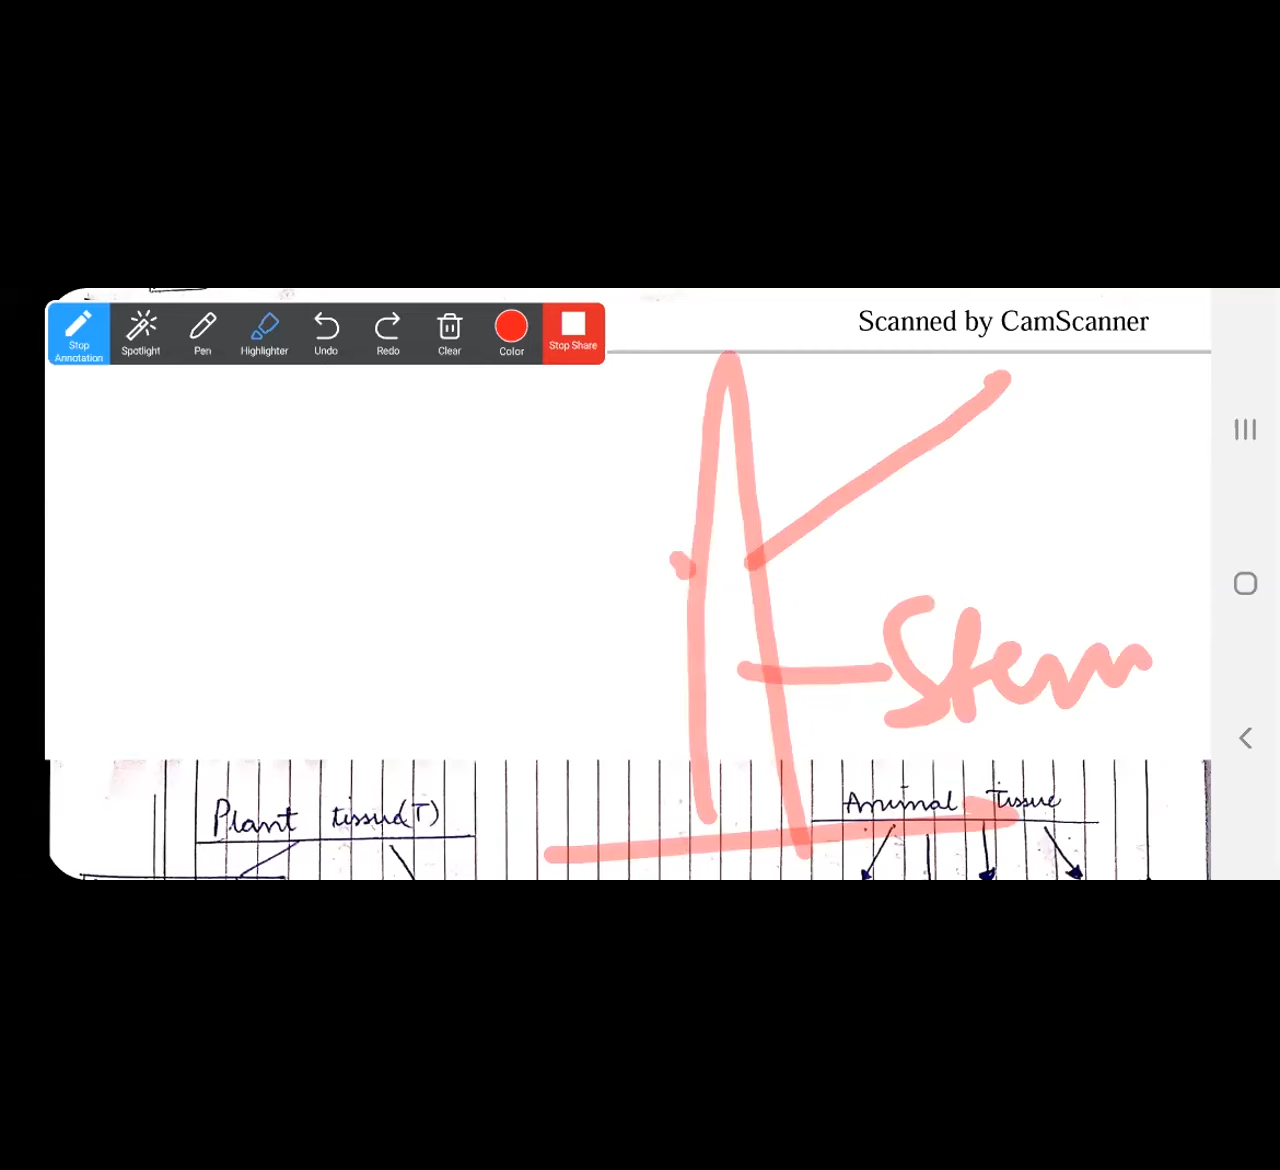 Scanned by CamScanner
Stop Annotation
Spotlight
Pen
Highlighter
Undo
Redo
Clear
Color
Stop Share
Stem
Plant tissue(T)
Animal Tissue